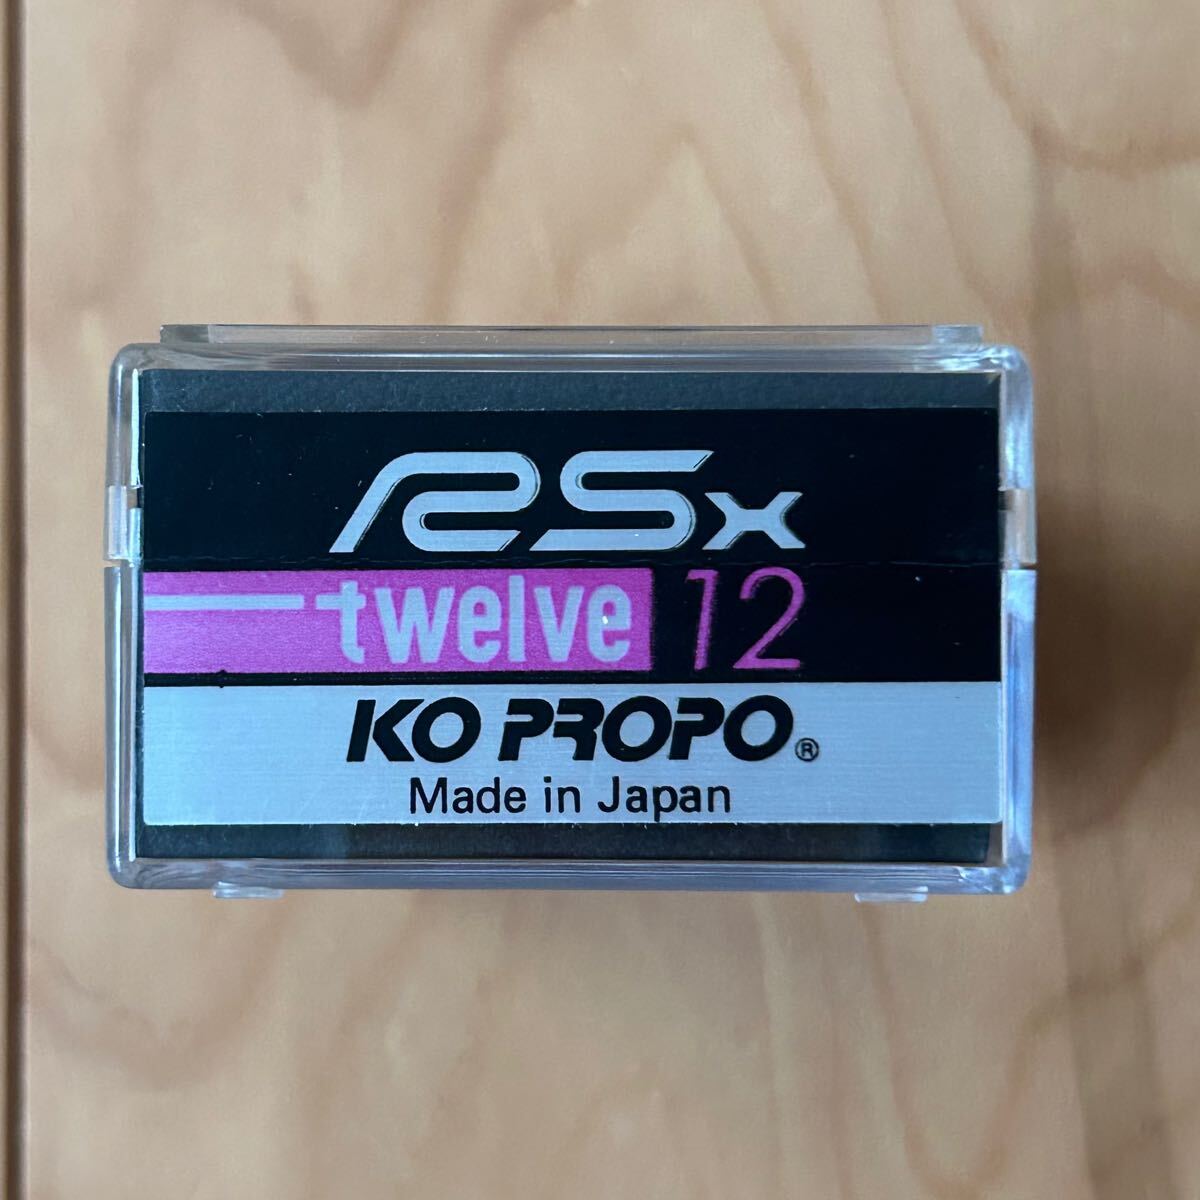 RSx
twelve 12
KO PROPO®
Made in Japan